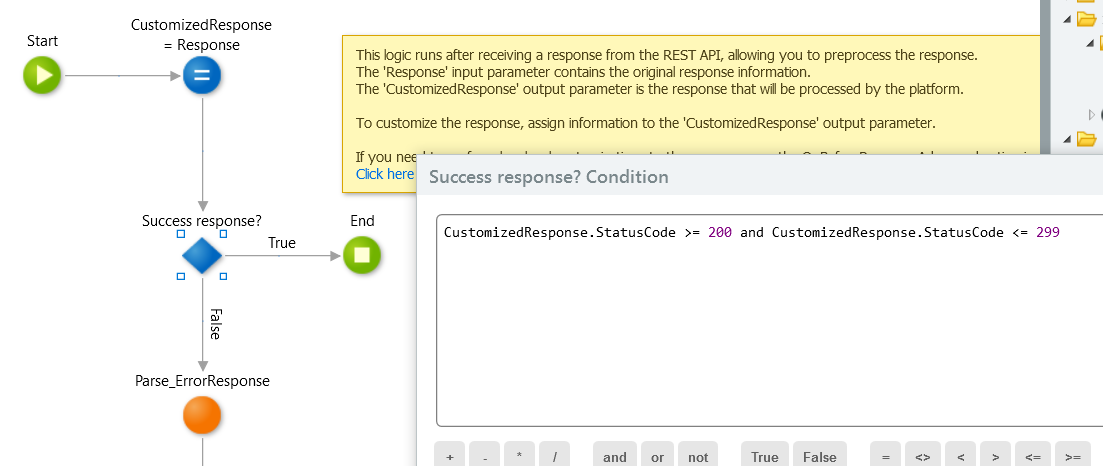 CustomizedResponse
= Response
Start
This logic runs after receiving a response from the REST API, allowing you to preprocess the response.
The 'Response' input parameter contains the original response information.
The 'CustomizedResponse' output parameter is the response that will be processed by the platform.
To customize the response, assign information to the 'CustomizedResponse' output parameter.
If you need
Click here
Success response? Condition
CustomizedResponse.StatusCode >= 200 and CustomizedResponse.StatusCode <= 299
Success response?
End
True
False
Parse_ErrorResponse
+ - * / and or not True False = <> < > <= >=